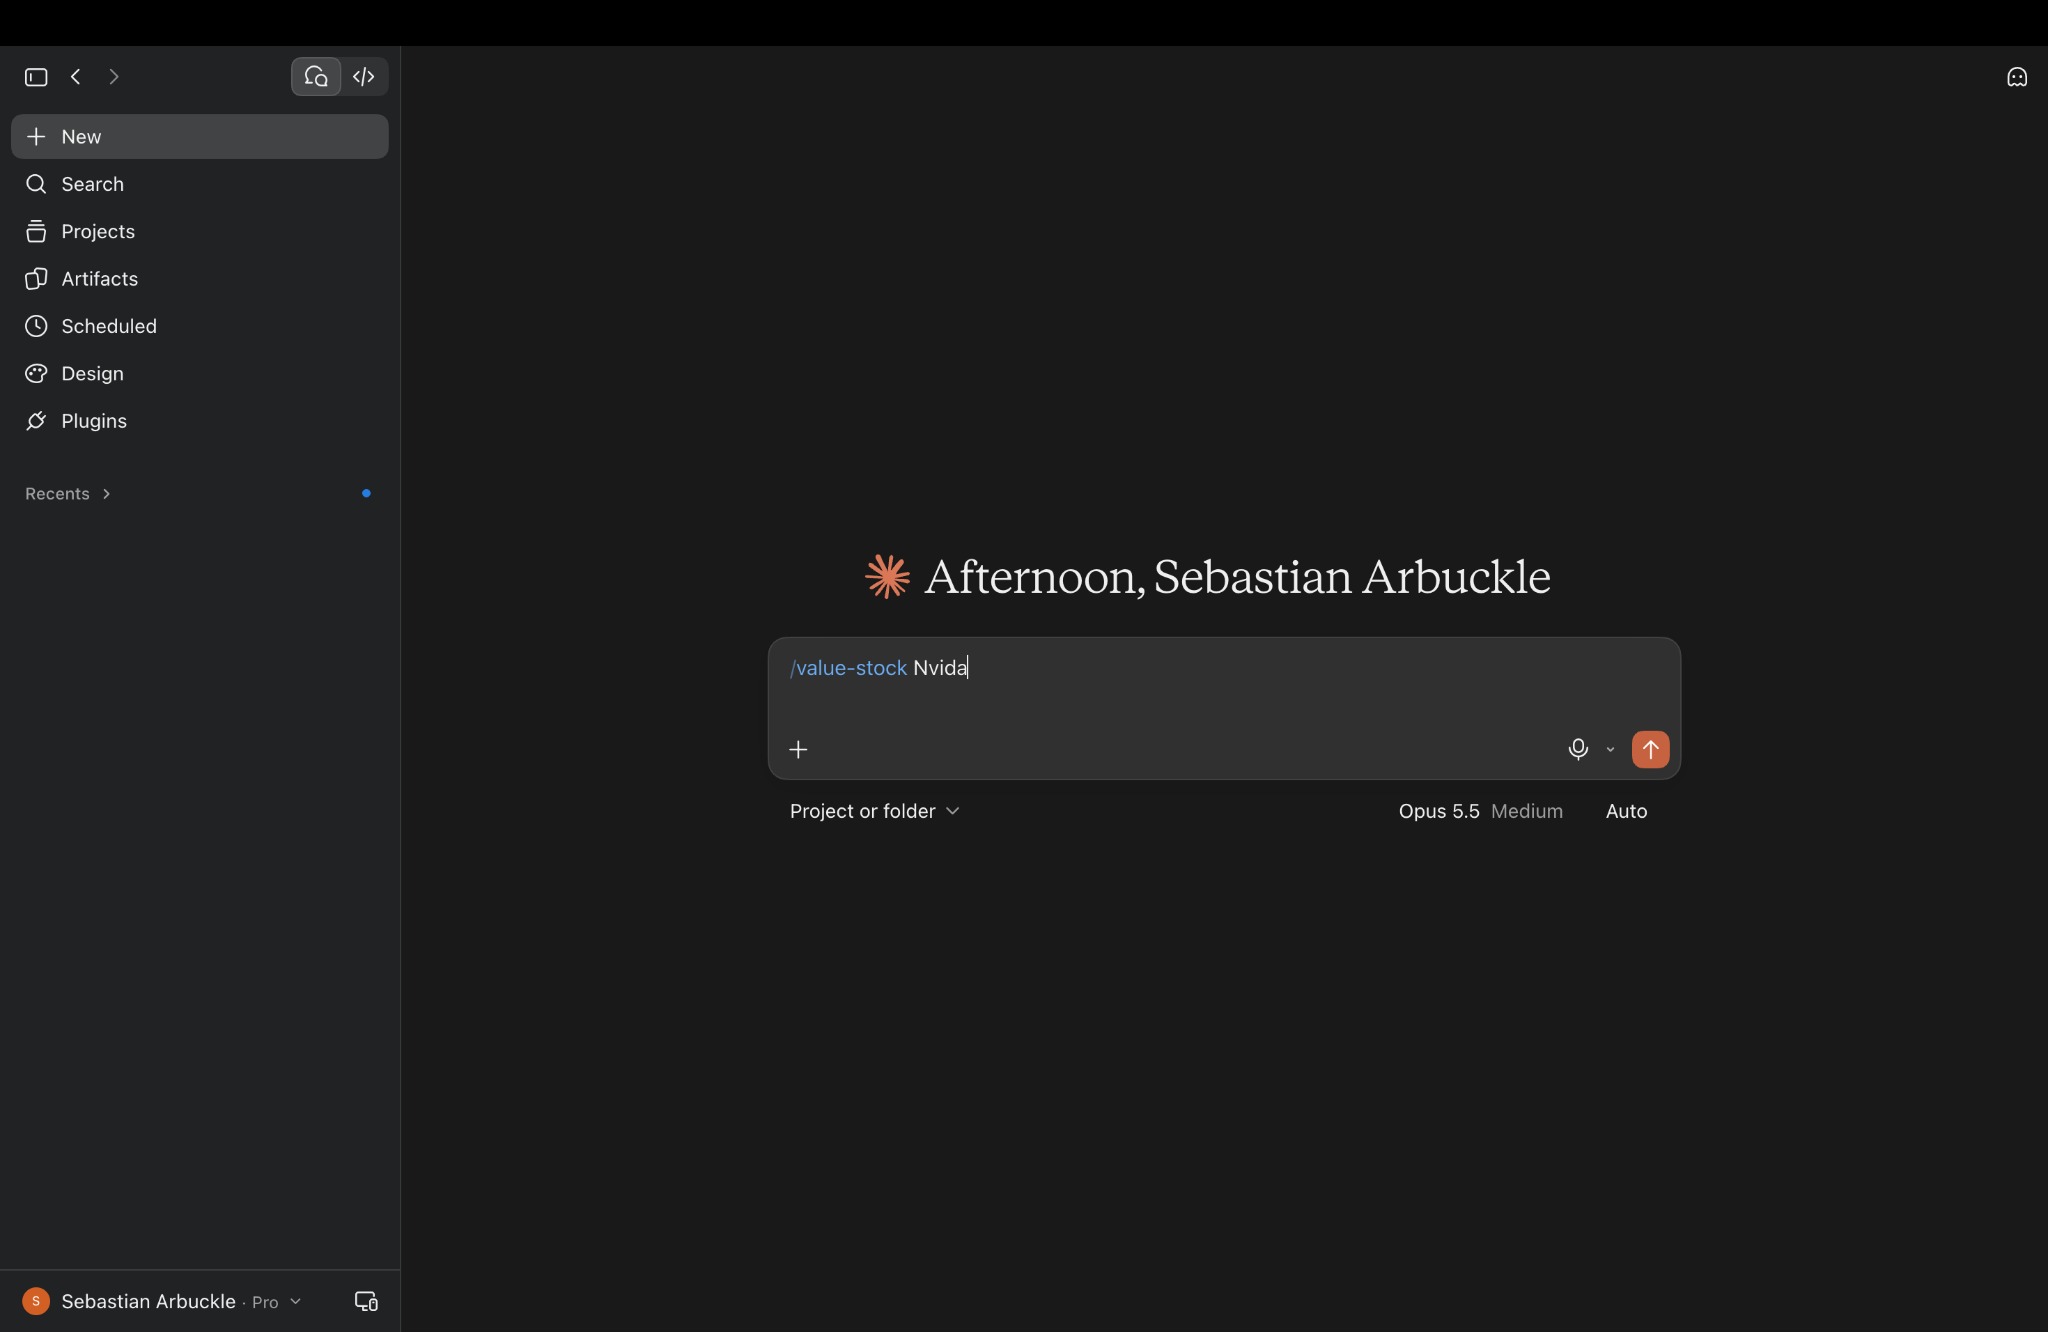 New
Search
Projects
Artifacts
Scheduled
Design
Plugins
Recents
Afternoon, Sebastian Arbuckle
/value-stock Nvida
Project or folder
Opus 5.5 Medium Auto
S Sebastian Arbuckle · Pro